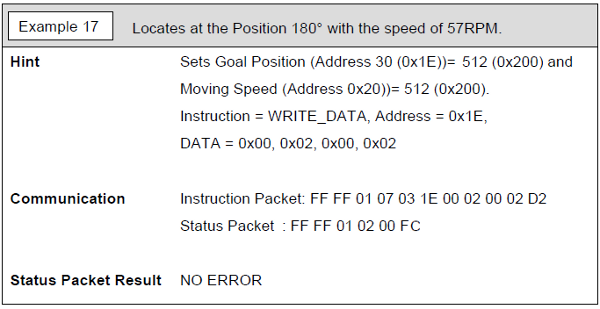 Example 17 Locates at the Position 180° with the speed of 57RPM.
Hint Sets Goal Position (Address 30 (0x1E))= 512 (0x200) and
Moving Speed (Address 0x20))= 512 (0x200).
Instruction = WRITE_DATA, Address = 0x1E,
DATA = 0x00, 0x02, 0x00, 0x02
Communication Instruction Packet: FF FF 01 07 03 1E 00 02 00 02 D2
Status Packet : FF FF 01 02 00 FC
Status Packet Result NO ERROR